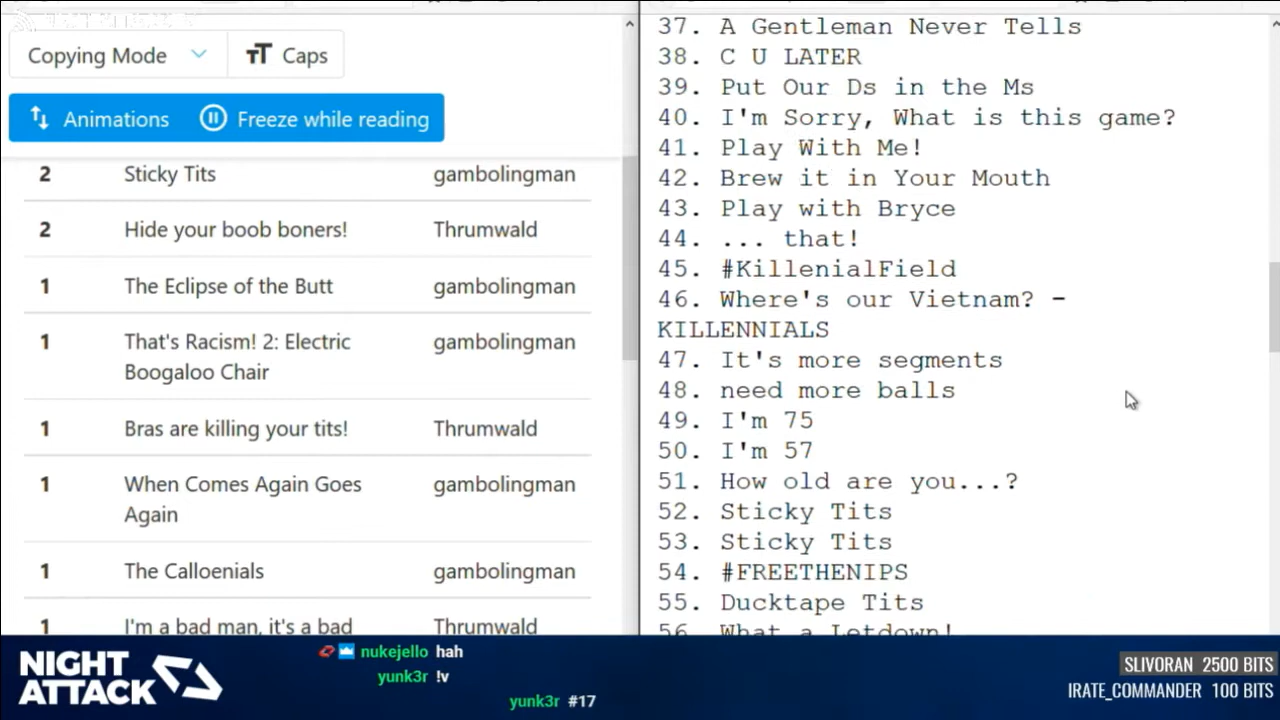 Copying Mode
Caps
Animations
Freeze while reading
2 Sticky Tits gambolingman
2 Hide your boob boners! Thrumwald
1 The Eclipse of the Butt gambolingman
1 That's Racism! 2: Electric gambolingman
Boogaloo Chair
1 Bras are killing your tits! Thrumwald
1 When Comes Again Goes gambolingman
Again
1 The Calloenials gambolingman
1 I'm a bad man, it's a bad Thrumwald
37. A Gentleman Never Tells
38. C U LATER
39. Put Our Ds in the Ms
40. I'm Sorry, What is this game?
41. Play With Me!
42. Brew it in Your Mouth
43. Play with Bryce
44. ... that!
45. #KillenialField
46. Where's our Vietnam? -
KILLENNIALS
47. It's more segments
48. need more balls
49. I'm 75
50. I'm 57
51. How old are you...?
52. Sticky Tits
53. Sticky Tits
54. #FREETHENIPS
55. Ducktape Tits
56. What a Letdown!
NIGHT
ATTACK
nukejello hah
yunk3r !v
yunk3r #17
SLIVORAN 2500 BITS
IRATE_COMMANDER 100 BITS